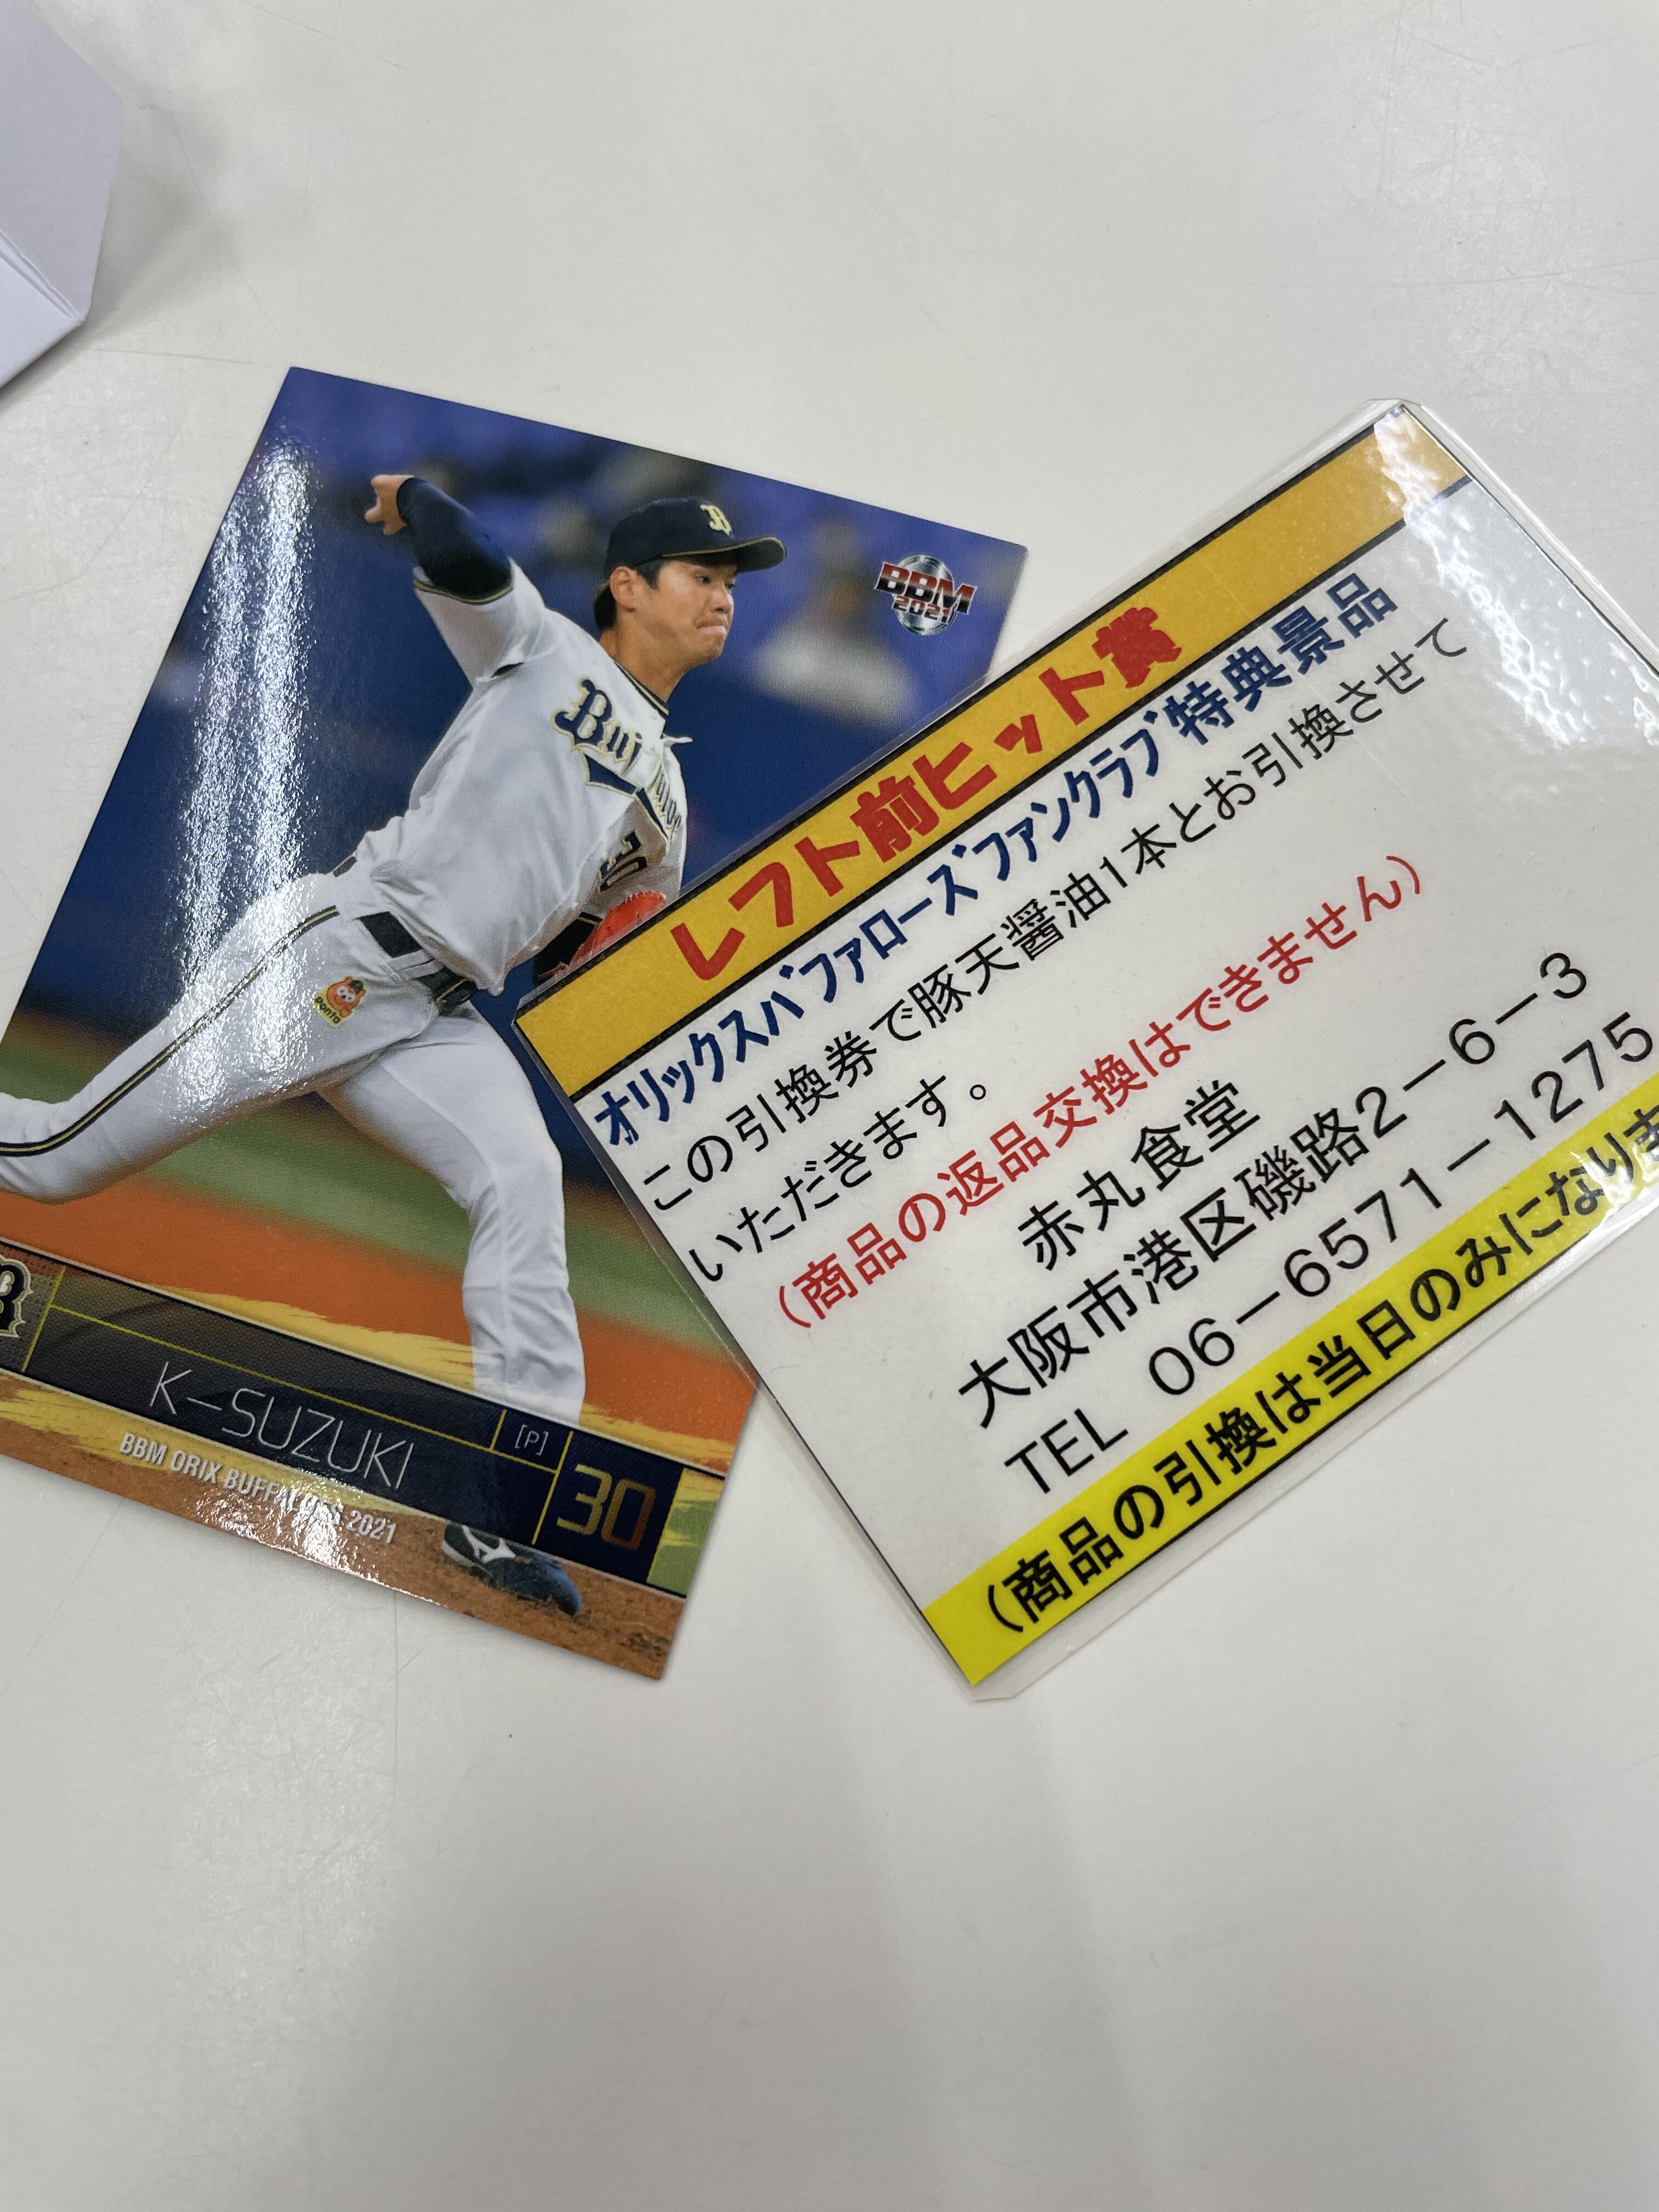 B
BBM
2021
Bu
30
Ponta
B
K-SUZUKI
[P]
30
BBM ORIX BUFFALOES 2021
レフト前ヒット賞
オリックスバファローズファンクラブ特典景品
この引換券で豚天醤油1本とお引換させて
いただきます。
(商品の返品交換はできません)
赤丸食堂
大阪市港区磯路2-6-3
TEL 06-6571-1275
(商品の引換は当日のみになりま